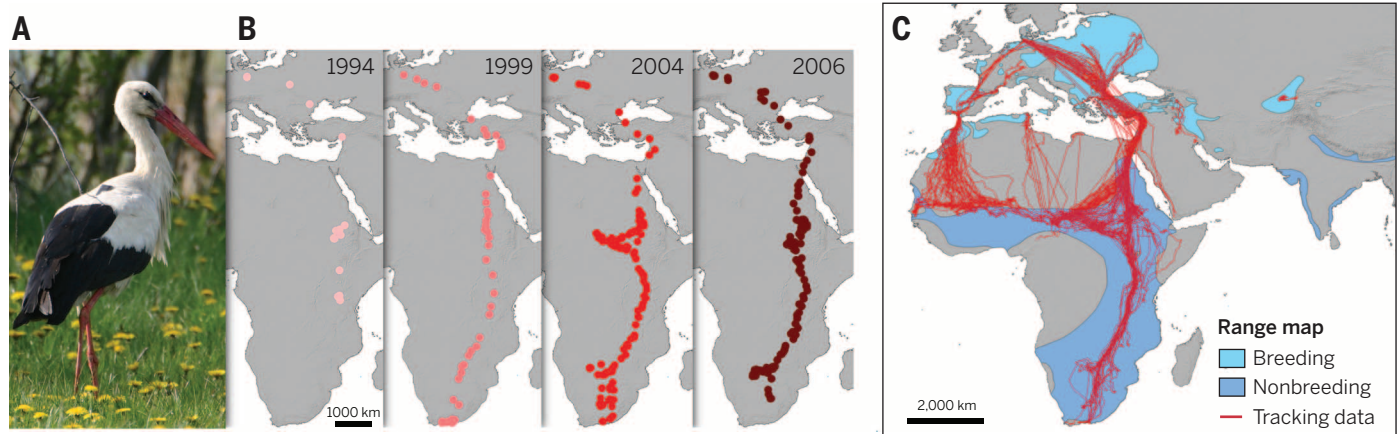 A
B
1994
1999
2004
2006
1000 km
C
Range map
Breeding
Nonbreeding
Tracking data
2,000 km